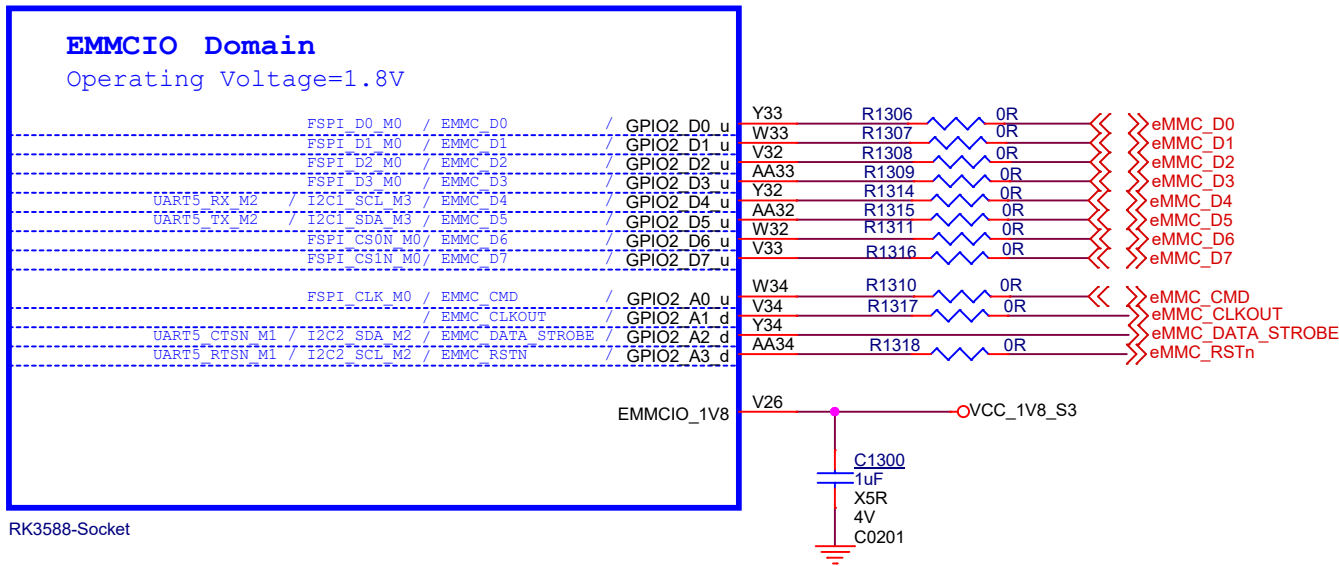 EMMCIO Domain
Operating Voltage=1.8V
FSPI_D0_M0 / EMMC_D0 / GPIO2_D0_u Y33 R1306 0R eMMC_D0
FSPI_D1_M0 / EMMC_D1 / GPIO2_D1_u W33 R1307 0R eMMC_D1
FSPI_D2_M0 / EMMC_D2 / GPIO2_D2_u V32 R1308 0R eMMC_D2
FSPI_D3_M0 / EMMC_D3 / GPIO2_D3_u AA33 R1309 0R eMMC_D3
UART5_RX_M2 / I2C1_SCL_M3 / EMMC_D4 / GPIO2_D4_u Y32 R1314 0R eMMC_D4
UART5_TX_M2 / I2C1_SDA_M3 / EMMC_D5 / GPIO2_D5_u AA32 R1315 0R eMMC_D5
FSPI_CS0N_M0/ EMMC_D6 / GPIO2_D6_u W32 R1311 0R eMMC_D6
FSPI_CS1N_M0/ EMMC_D7 / GPIO2_D7_u V33 R1316 0R eMMC_D7
FSPI_CLK_M0 / EMMC_CMD / GPIO2_A0_u W34 R1310 0R eMMC_CMD
/ EMMC_CLKOUT / GPIO2_A1_d V34 R1317 0R eMMC_CLKOUT
UART5_CTSN_M1 / I2C2_SDA_M2 / EMMC_DATA_STROBE / GPIO2_A2_d Y34 eMMC_DATA_STROBE
UART5_RTSN_M1 / I2C2_SCL_M2 / EMMC_RSTN / GPIO2_A3_d AA34 R1318 0R eMMC_RSTn
EMMCIO_1V8 V26 VCC_1V8_S3
C1300
1uF
X5R
4V
C0201
RK3588-Socket